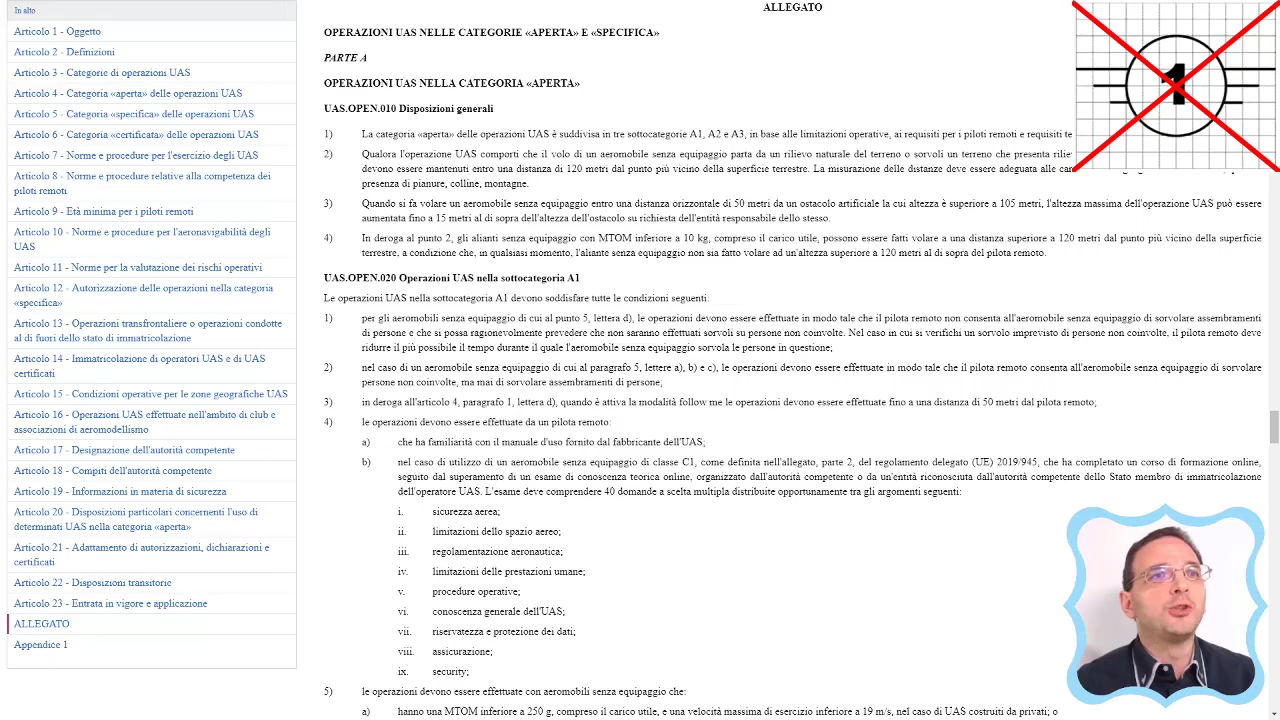 In alto
Articolo 1 - Oggetto
Articolo 2 - Definizioni
Articolo 3 - Categorie di operazioni UAS
Articolo 4 - Categoria «aperta» delle operazioni UAS
Articolo 5 - Categoria «specifica» delle operazioni UAS
Articolo 6 - Categoria «certificata» delle operazioni UAS
Articolo 7 - Norme e procedure per l'esercizio degli UAS
Articolo 8 - Norme e procedure relative alla competenza dei
piloti remoti
Articolo 9 - Età minima per i piloti remoti
Articolo 10 - Norme e procedure per l'aeronavigabilità degli
UAS
Articolo 11 - Norme per la valutazione dei rischi operativi
Articolo 12 - Autorizzazione delle operazioni nella categoria
«specifica»
Articolo 13 - Operazioni transfrontaliere o operazioni condotte
al di fuori dello stato di immatricolazione
Articolo 14 - Immatricolazione di operatori UAS e di UAS
certificati
Articolo 15 - Condizioni operative per le zone geografiche UAS
Articolo 16 - Operazioni UAS effettuate nell'ambito di club e
associazioni di aeromodellismo
Articolo 17 - Designazione dell'autorità competente
Articolo 18 - Compiti dell'autorità competente
Articolo 19 - Informazioni in materia di sicurezza
Articolo 20 - Disposizioni particolari concernenti l'uso di
determinati UAS nella categoria «aperta»
Articolo 21 - Adattamento di autorizzazioni, dichiarazioni e
certificati
Articolo 22 - Disposizioni transitorie
Articolo 23 - Entrata in vigore e applicazione
ALLEGATO
Appendice 1
ALLEGATO
OPERAZIONI UAS NELLE CATEGORIE «APERTA» E «SPECIFICA»
PARTE A
OPERAZIONI UAS NELLA CATEGORIA «APERTA»
UAS.OPEN.010 Disposizioni generali
1) La categoria «aperta» delle operazioni UAS è suddivisa in tre sottocategorie A1, A2 e A3, in base alle limitazioni operative, ai requisiti per i piloti remoti e requisiti te
2) Qualora l'operazione UAS comporti che il volo di un aeromobile senza equipaggio parta da un rilievo naturale del terreno o sorvoli un terreno che presenta rilie
devono essere mantenuti entro una distanza di 120 metri dal punto più vicino della superficie terrestre. La misurazione delle distanze deve essere adeguata alle car
presenza di pianure, colline, montagne.
3) Quando si fa volare un aeromobile senza equipaggio entro una distanza orizzontale di 50 metri da un ostacolo artificiale la cui altezza è superiore a 105 metri, l'altezza massima dell'operazione UAS può essere
aumentata fino a 15 metri al di sopra dell'altezza dell'ostacolo su richiesta dell'entità responsabile dello stesso.
4) In deroga al punto 2, gli alianti senza equipaggio con MTOM inferiore a 10 kg, compreso il carico utile, possono essere fatti volare a una distanza superiore a 120 metri dal punto più vicino della superficie
terrestre, a condizione che, in qualsiasi momento, l'aliante senza equipaggio non sia fatto volare ad un'altezza superiore a 120 metri al di sopra del pilota remoto.
UAS.OPEN.020 Operazioni UAS nella sottocategoria A1
Le operazioni UAS nella sottocategoria A1 devono soddisfare tutte le condizioni seguenti:
1) per gli aeromobili senza equipaggio di cui al punto 5, lettera d), le operazioni devono essere effettuate in modo tale che il pilota remoto non consenta all'aeromobile senza equipaggio di sorvolare assembramenti
di persone e che si possa ragionevolmente prevedere che non saranno effettuati sorvoli su persone non coinvolte. Nel caso in cui si verifichi un sorvolo imprevisto di persone non coinvolte, il pilota remoto deve
ridurre il più possibile il tempo durante il quale l'aeromobile senza equipaggio sorvola le persone in questione;
2) nel caso di un aeromobile senza equipaggio di cui al paragrafo 5, lettere a), b) e c), le operazioni devono essere effettuate in modo tale che il pilota remoto consenta all'aeromobile senza equipaggio di sorvolare
persone non coinvolte, ma mai di sorvolare assembramenti di persone;
3) in deroga all'articolo 4, paragrafo 1, lettera d), quando è attiva la modalità follow me le operazioni devono essere effettuate fino a una distanza di 50 metri dal pilota remoto;
4) le operazioni devono essere effettuate da un pilota remoto:
a) che ha familiarità con il manuale d'uso fornito dal fabbricante dell'UAS;
b) nel caso di utilizzo di un aeromobile senza equipaggio di classe C1, come definita nell'allegato, parte 2, del regolamento delegato (UE) 2019/945, che ha completato un corso di formazione online,
seguito dal superamento di un esame di conoscenza teorica online, organizzato dall'autorità competente o da un'entità riconosciuta dall'autorità competente dello Stato membro di immatricolazione
dell'operatore UAS. L'esame deve comprendere 40 domande a scelta multipla distribuite opportunamente tra gli argomenti seguenti:
i. sicurezza aerea;
ii. limitazioni dello spazio aereo;
iii. regolamentazione aeronautica;
iv. limitazioni delle prestazioni umane;
v. procedure operative;
vi. conoscenza generale dell'UAS;
vii. riservatezza e protezione dei dati;
viii. assicurazione;
ix. security;
5) le operazioni devono essere effettuate con aeromobili senza equipaggio che:
a) hanno una MTOM inferiore a 250 g, compreso il carico utile, e una velocità massima di esercizio inferiore a 19 m/s, nel caso di UAS costruiti da privati; o
1